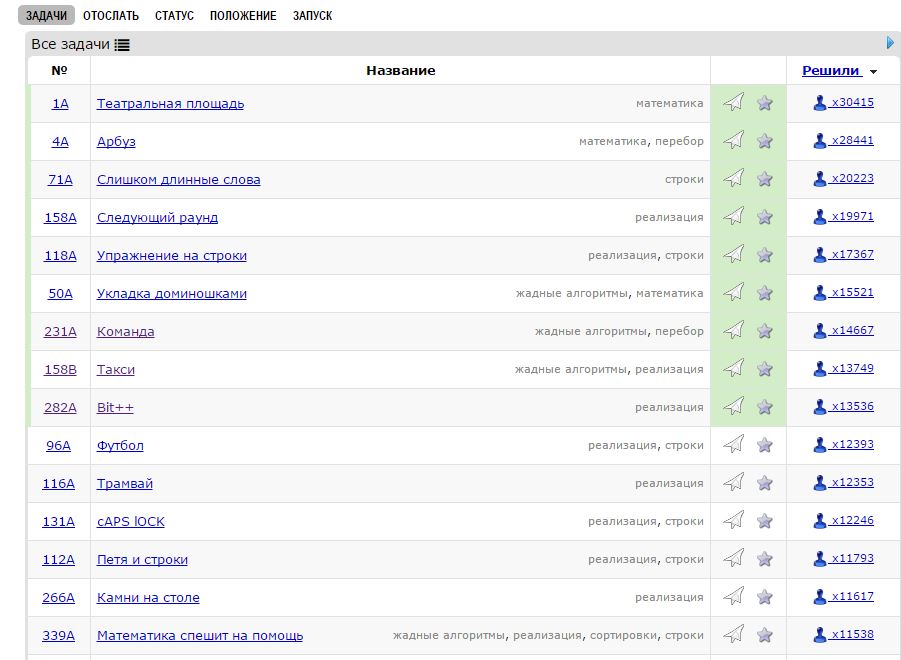 ЗАДАЧИ ОТОСЛАТЬ СТАТУС ПОЛОЖЕНИЕ ЗАПУСК
Все задачи
№ Название Решили
1A Театральная площадь математика x30415
4A Арбуз математика, перебор x28441
71A Слишком длинные слова строки x20223
158A Следующий раунд реализация x19971
118A Упражнение на строки реализация, строки x17367
50A Укладка доминошками жадные алгоритмы, математика x15521
231A Команда жадные алгоритмы, перебор x14667
158B Такси жадные алгоритмы, реализация x13749
282A Bit++ реализация x13536
96A Футбол реализация, строки x12393
116A Трамвай реализация x12353
131A cAPS lOCK реализация, строки x12246
112A Петя и строки реализация, строки x11793
266A Камни на столе реализация x11617
339A Математика спешит на помощь жадные алгоритмы, реализация, сортировки, строки x11538